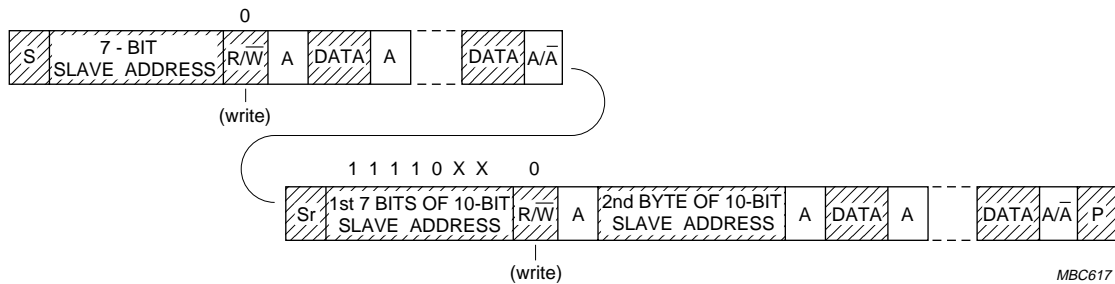 0
S 7 - BIT SLAVE ADDRESS R/W̅ A DATA A DATA A/A̅
(write)
1 1 1 1 0 X X 0
Sr 1st 7 BITS OF 10-BIT SLAVE ADDRESS R/W̅ A 2nd BYTE OF 10-BIT SLAVE ADDRESS A DATA A DATA A/A̅ P
(write)
MBC617